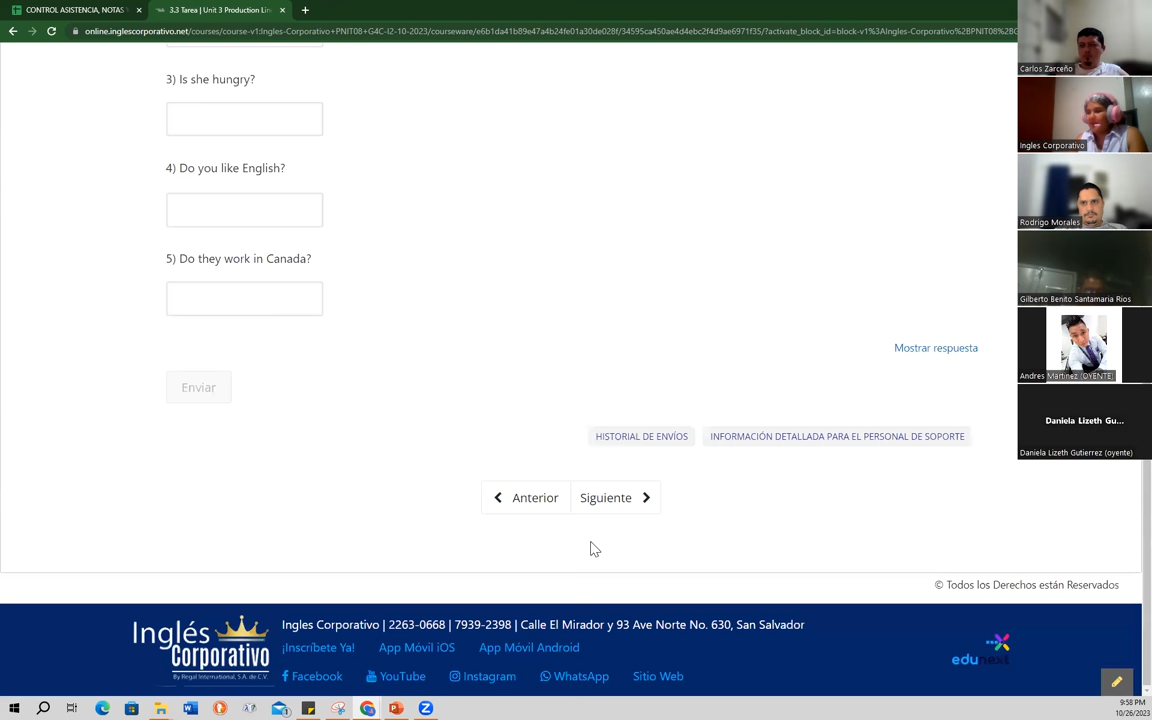 CONTROL ASISTENCIA, NOTAS Y
3.3 Tarea | Unit 3 Production Lin
online.inglescorporativo.net/courses/course-v1:Ingles-Corporativo+PNIT08+G4C-I2-10-2023/courseware/e6b1da41b89e47a4b24fe01a30de028f/34595ca450ae4d4ebc2f4d9ae6971f35/?activate_block_id=block-v1%3AIngles-Corporativo%2BPNIT08%2BG
3) Is she hungry?
4) Do you like English?
5) Do they work in Canada?
Mostrar respuesta
Enviar
HISTORIAL DE ENVÍOS
INFORMACIÓN DETALLADA PARA EL PERSONAL DE SOPORTE
Anterior
Siguiente
© Todos los Derechos están Reservados
Inglés Corporativo
By Regal International, S.A. de C.V.
Ingles Corporativo | 2263-0668 | 7939-2398 | Calle El Mirador y 93 Ave Norte No. 630, San Salvador
¡Inscríbete Ya!
App Móvil iOS
App Móvil Android
Facebook
YouTube
Instagram
WhatsApp
Sitio Web
edunext
Carlos Zarceño
Ingles Corporativo
Rodrigo Morales
Gilberto Benito Santamaria Rios
Andres Martinez (OYENTE)
Daniela Lizeth Gu...
Daniela Lizeth Gutierrez (oyente)
9:58 PM
10/26/2023